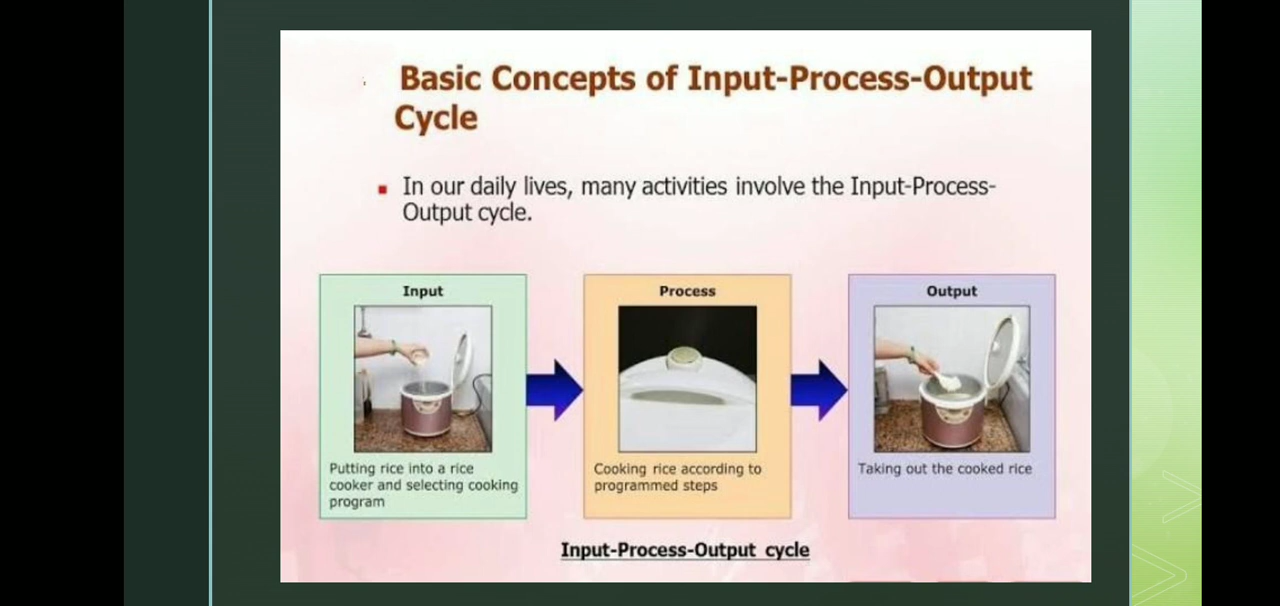 Basic Concepts of Input-Process-Output
Cycle
In our daily lives, many activities involve the Input-Process-
Output cycle.
Input
Putting rice into a rice
cooker and selecting cooking
program
Process
Cooking rice according to
programmed steps
Output
Taking out the cooked rice
Input-Process-Output cycle